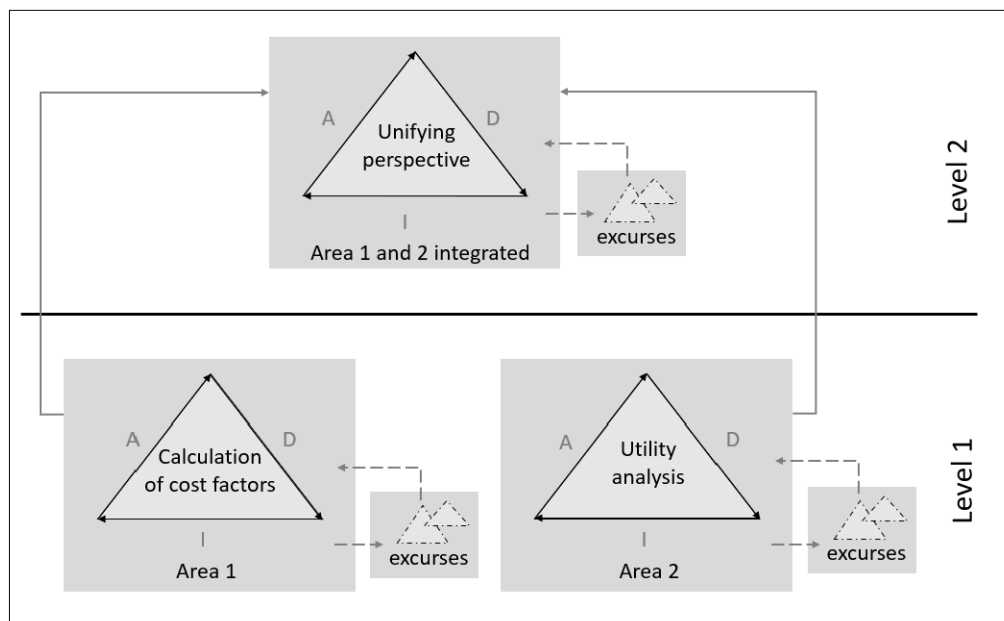 A
D
Unifying
perspective
I
Area 1 and 2 integrated
excurses
Level 2
A
D
Calculation
of cost factors
I
Area 1
excurses
A
D
Utility
analysis
I
Area 2
excurses
Level 1